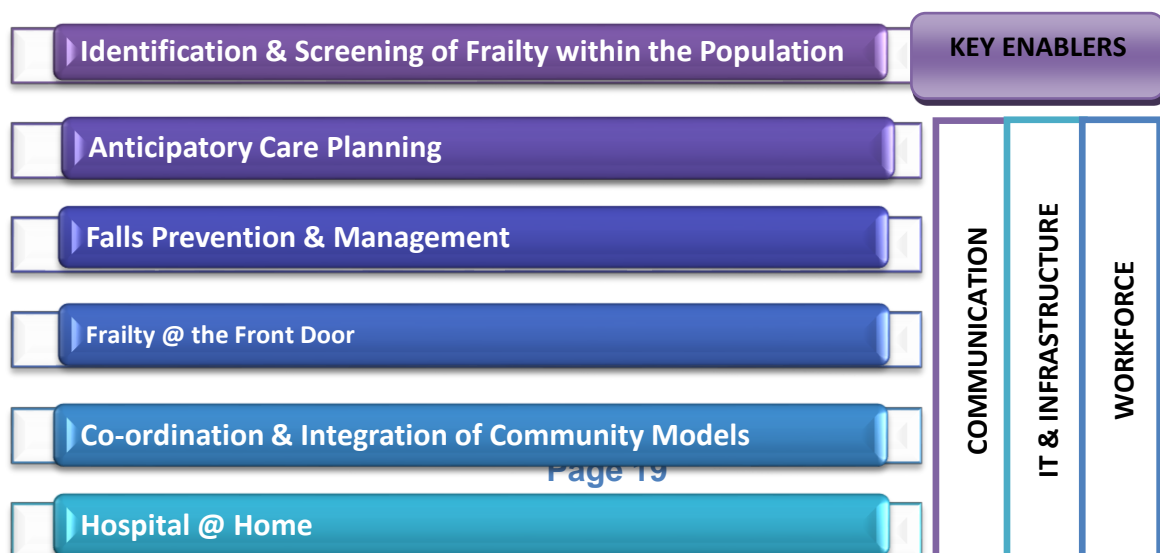 Identification & Screening of Frailty within the Population
KEY ENABLERS
Anticipatory Care Planning
Falls Prevention & Management
Frailty @ the Front Door
Co-ordination & Integration of Community Models
Page 19
Hospital @ Home
COMMUNICATION
IT & INFRASTRUCTURE
WORKFORCE